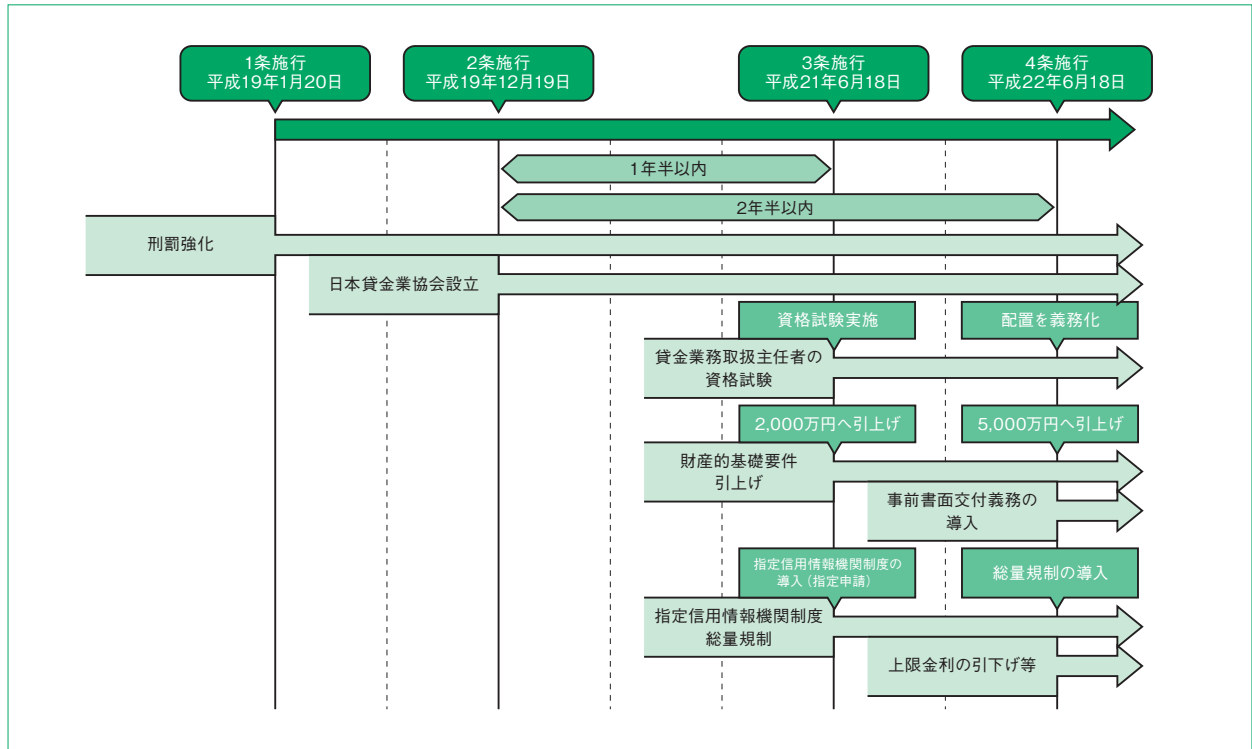 1条施行
平成19年1月20日
2条施行
平成19年12月19日
3条施行
平成21年6月18日
4条施行
平成22年6月18日
1年半以内
2年半以内
刑罰強化
日本貸金業協会設立
資格試験実施
配置を義務化
貸金業務取扱主任者の
資格試験
2,000万円へ引上げ
5,000万円へ引上げ
財産的基礎要件
引上げ
事前書面交付義務の
導入
指定信用情報機関制度の
導入（指定申請）
総量規制の導入
指定信用情報機関制度
総量規制
上限金利の引下げ等